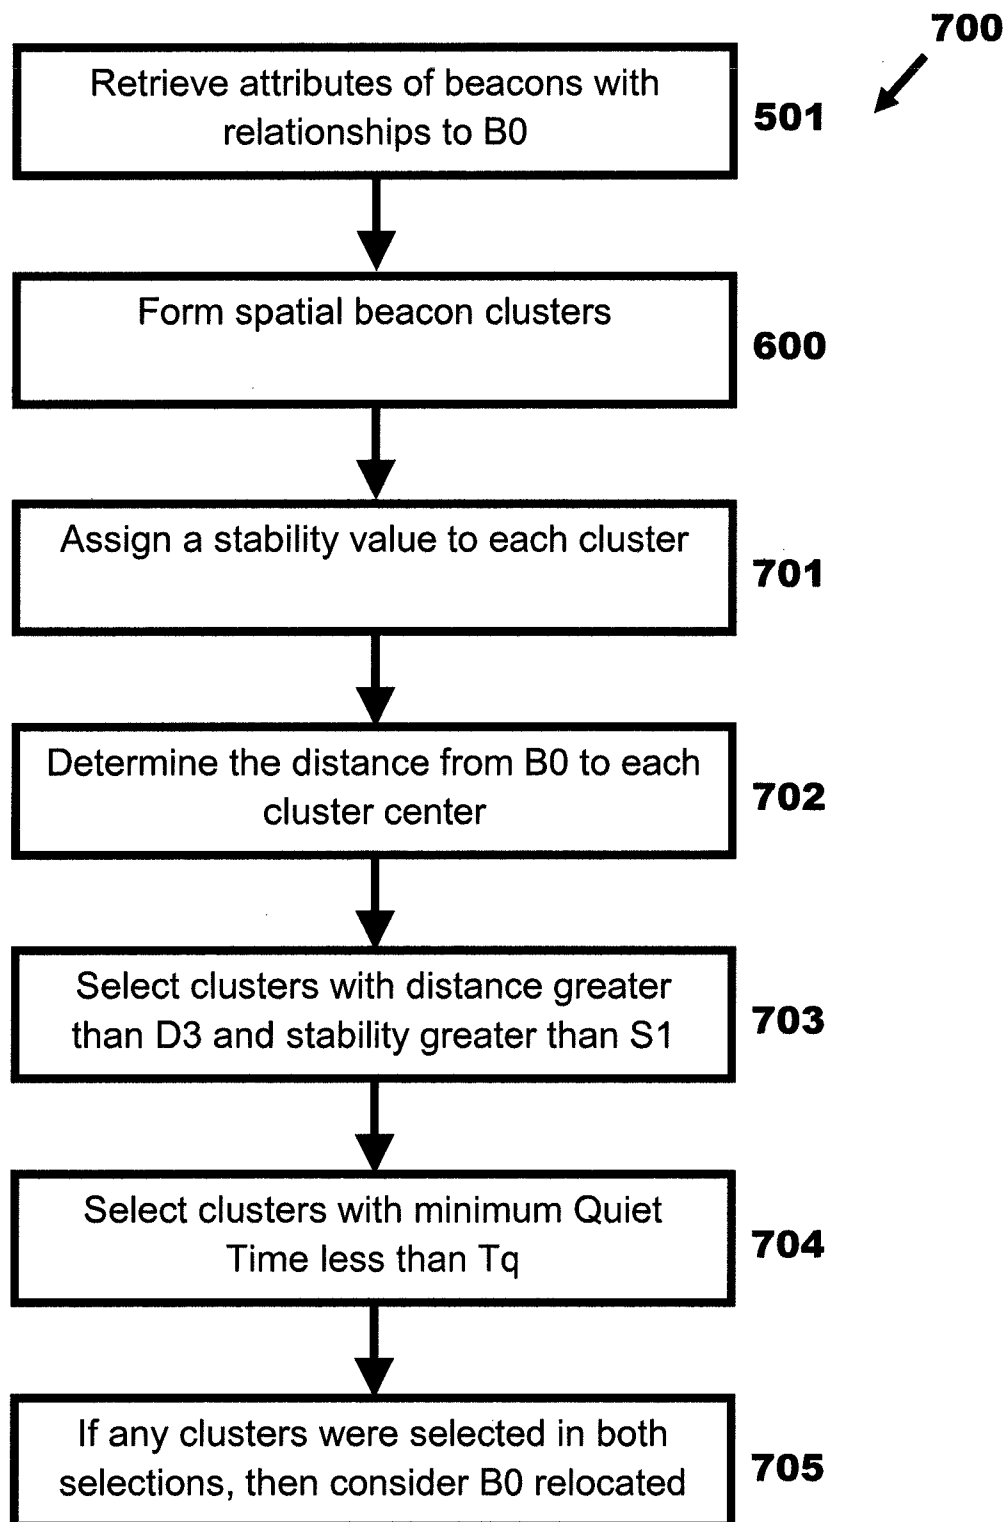 700
Retrieve attributes of beacons with
relationships to B0
501
Form spatial beacon clusters
600
Assign a stability value to each cluster
701
Determine the distance from B0 to each
cluster center
702
Select clusters with distance greater
than D3 and stability greater than S1
703
Select clusters with minimum Quiet
Time less than Tq
704
If any clusters were selected in both
selections, then consider B0 relocated
705